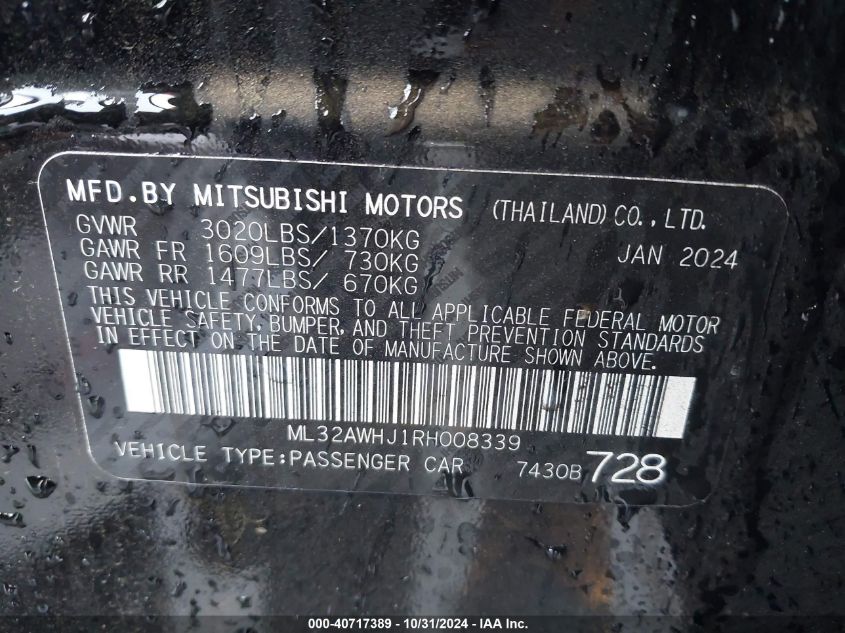 MFD.BY MITSUBISHI MOTORS (THAILAND) CO., LTD.
GVWR 3020LBS/1370KG JAN 2024
GAWR FR 1609LBS/ 730KG
GAWR RR 1477LBS/ 670KG
THIS VEHICLE CONFORMS TO ALL APPLICABLE FEDERAL MOTOR
VEHICLE SAFETY, BUMPER, AND THEFT PREVENTION STANDARDS
IN EFFECT ON THE DATE OF MANUFACTURE SHOWN ABOVE.
ML32AWHJ1RH008339
VEHICLE TYPE:PASSENGER CAR 7430B 728
000-40717389 - 10/31/2024 - IAA Inc.